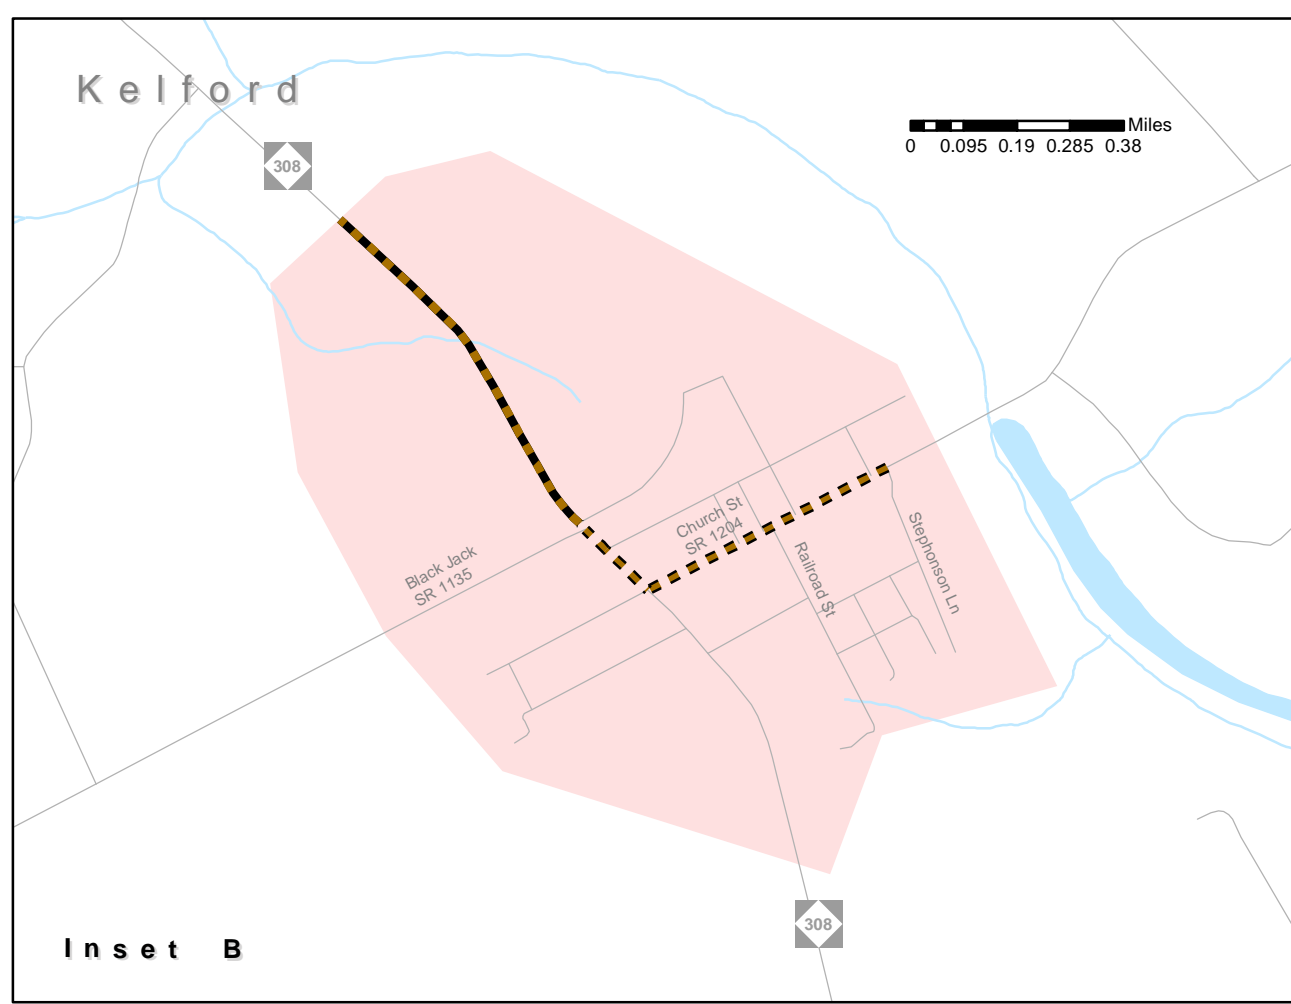 Kelford
308
Miles
0 0.095 0.19 0.285 0.38
Church St
SR 1204
Black Jack
SR 1135
Railroad St
Stephonson Ln
308
Inset B